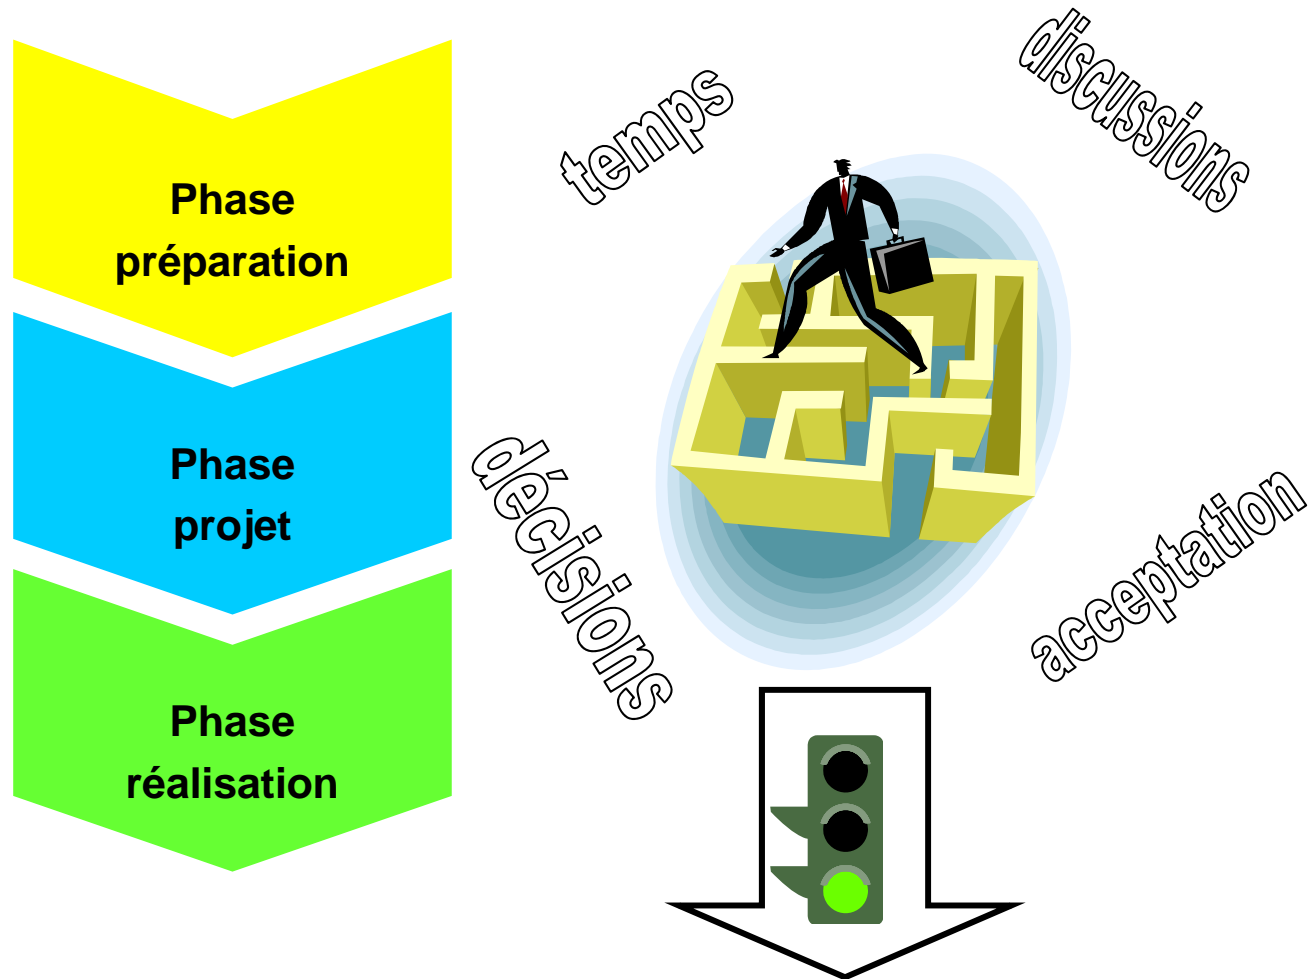 Phase
préparation
Phase
projet
Phase
réalisation
temps
discussions
décisions
acceptation